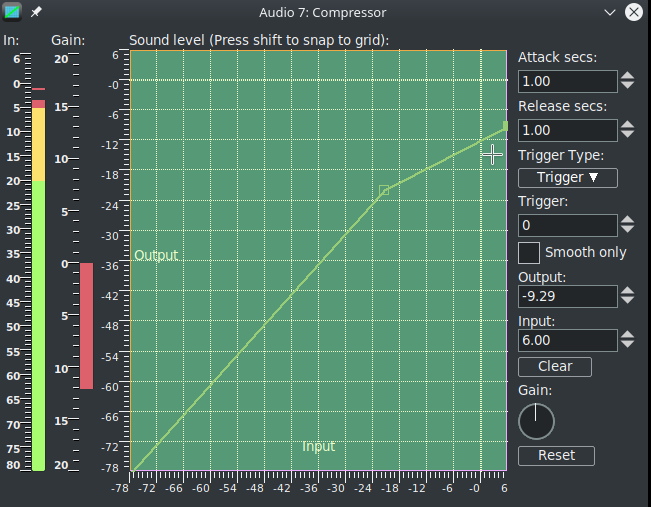 Audio 7: Compressor
In:
Gain:
Sound level (Press shift to snap to grid):
6
0
5
10
15
20
25
30
35
40
45
50
55
60
65
70
75
80
20
15
10
5
0
5
10
15
20
6
-0
-6
-12
-18
-24
-30
-36
-42
-48
-54
-60
-66
-72
-78
Output
Input
-78 -72 -66 -60 -54 -48 -42 -36 -30 -24 -18 -12 -6 -0 6
Attack secs:
1.00
Release secs:
1.00
Trigger Type:
Trigger
Trigger:
0
Smooth only
Output:
-9.29
Input:
6.00
Clear
Gain:
Reset